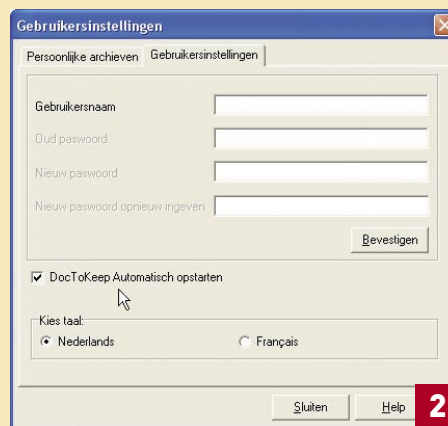 Gebruikersinstellingen
Persoonlijke archieven Gebruikersinstellingen
Gebruikersnaam
Oud paswoord
Nieuw paswoord
Nieuw paswoord opnieuw ingeven
Bevestigen
DocToKeep Automatisch opstarten
Kies taal:
Nederlands Français
Sluiten Help
2